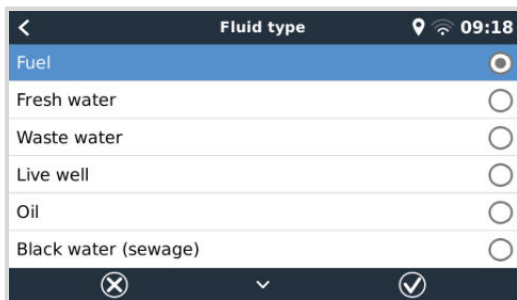 Fluid type 09:18
Fuel
Fresh water
Waste water
Live well
Oil
Black water (sewage)